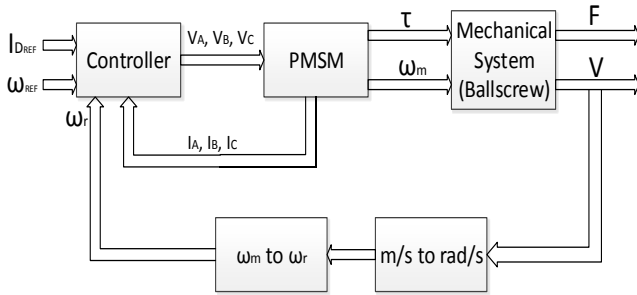 I_DREF
ω_REF
ω_r
Controller
V_A, V_B, V_C
PMSM
I_A, I_B, I_C
τ
ω_m
Mechanical
System
(Ballscrew)
F
V
ω_m to ω_r
m/s to rad/s